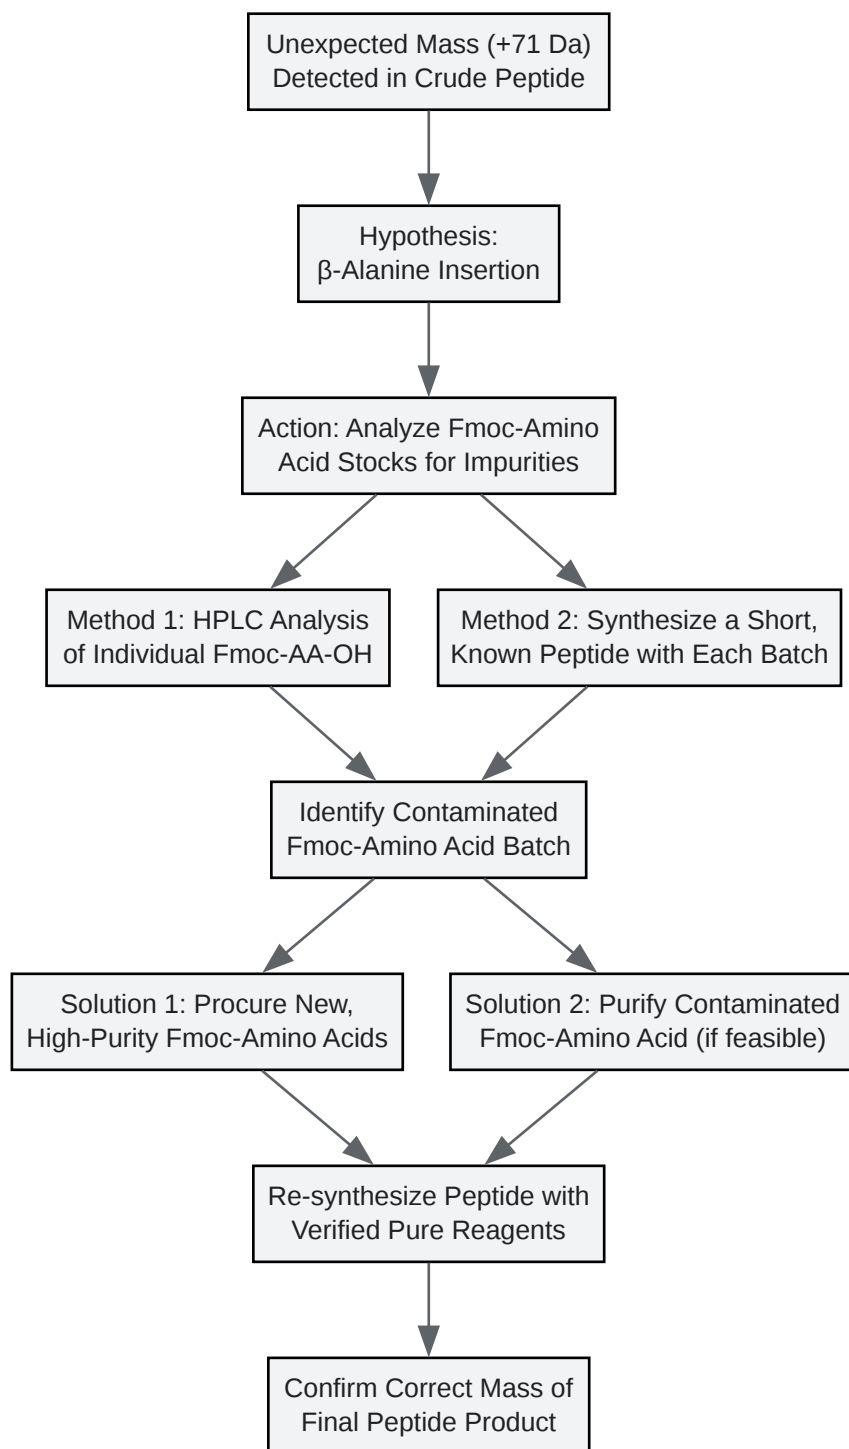 Unexpected Mass (+71 Da)
Detected in Crude Peptide
Hypothesis:
β-Alanine Insertion
Action: Analyze Fmoc-Amino
Acid Stocks for Impurities
Method 1: HPLC Analysis
of Individual Fmoc-AA-OH
Method 2: Synthesize a Short,
Known Peptide with Each Batch
Identify Contaminated
Fmoc-Amino Acid Batch
Solution 1: Procure New,
High-Purity Fmoc-Amino Acids
Solution 2: Purify Contaminated
Fmoc-Amino Acid (if feasible)
Re-synthesize Peptide with
Verified Pure Reagents
Confirm Correct Mass of
Final Peptide Product